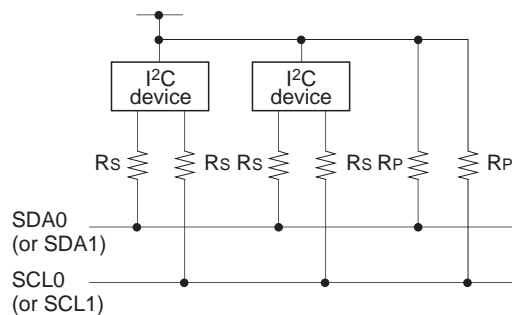 I²C
device
I²C
device
RS
RS
RS
RS
RP
RP
SDA0
(or SDA1)
SCL0
(or SCL1)